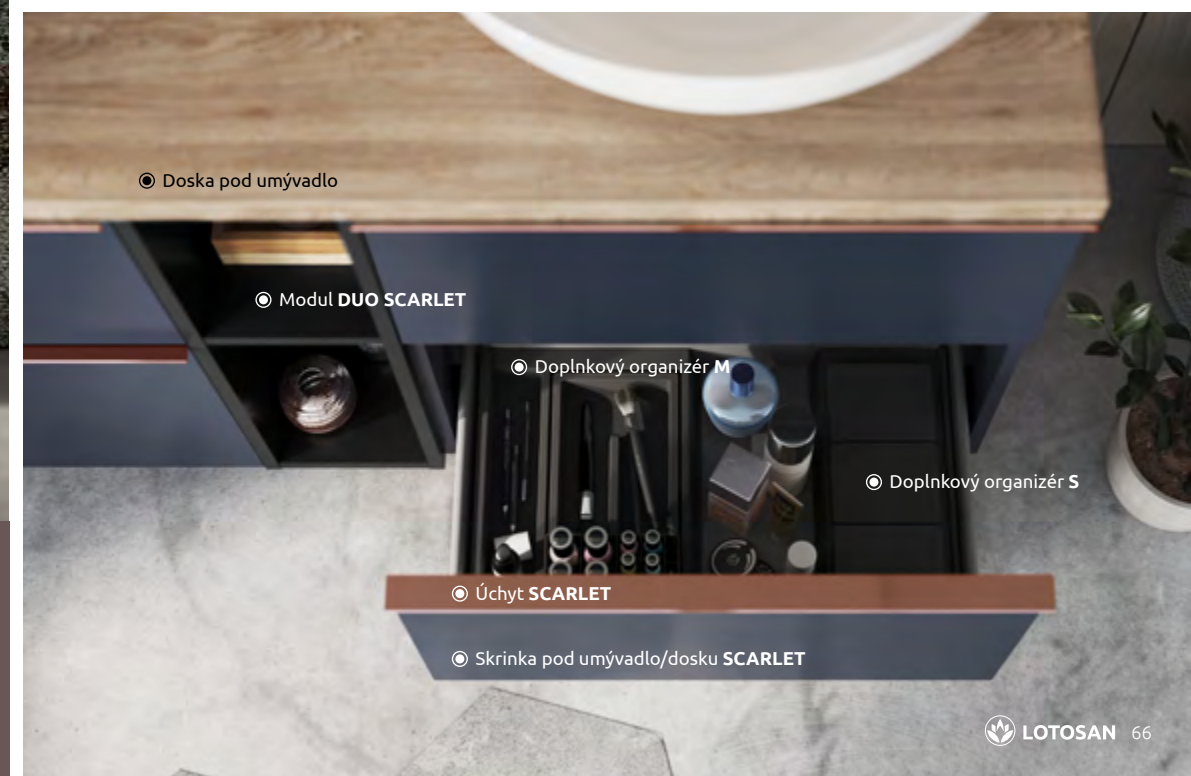 Doska pod umývadlo
Modul DUO SCARLET
Doplnkový organizér M
Doplnkový organizér S
Úchyt SCARLET
Skrinka pod umývadlo/dosku SCARLET
LOTOSAN 66